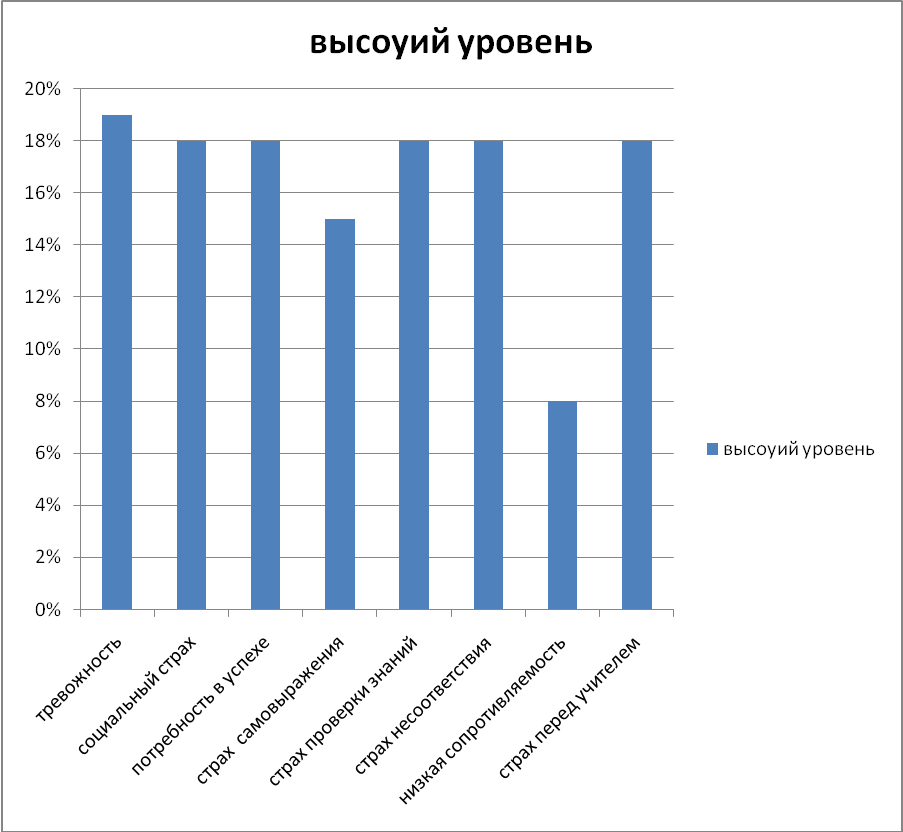 высоуий уровень
20%
18%
16%
14%
12%
10%
8%
6%
4%
2%
0%
высоуий уровень
тревожность
социальный страх
потребность в успехе
страх самовыражения
страх проверки знаний
страх несоответствия
низкая сопротивляемость
страх перед учителем